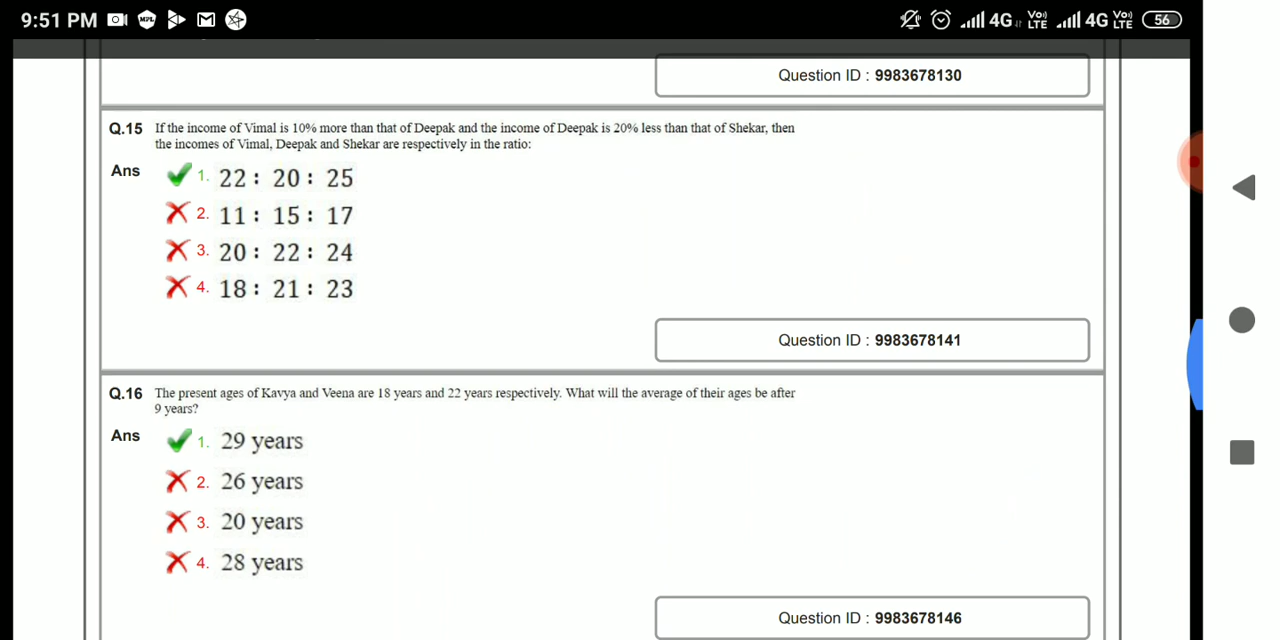 9:51 PM MPL 4G Vo) LTE 4G Vo) LTE 56
Question ID : 9983678130
Q.15 If the income of Vimal is 10% more than that of Deepak and the income of Deepak is 20% less than that of Shekar, then
the incomes of Vimal, Deepak and Shekar are respectively in the ratio:
Ans 1. 22 : 20 : 25
2. 11 : 15 : 17
3. 20 : 22 : 24
4. 18 : 21 : 23
Question ID : 9983678141
Q.16 The present ages of Kavya and Veena are 18 years and 22 years respectively. What will the average of their ages be after
9 years?
Ans 1. 29 years
2. 26 years
3. 20 years
4. 28 years
Question ID : 9983678146